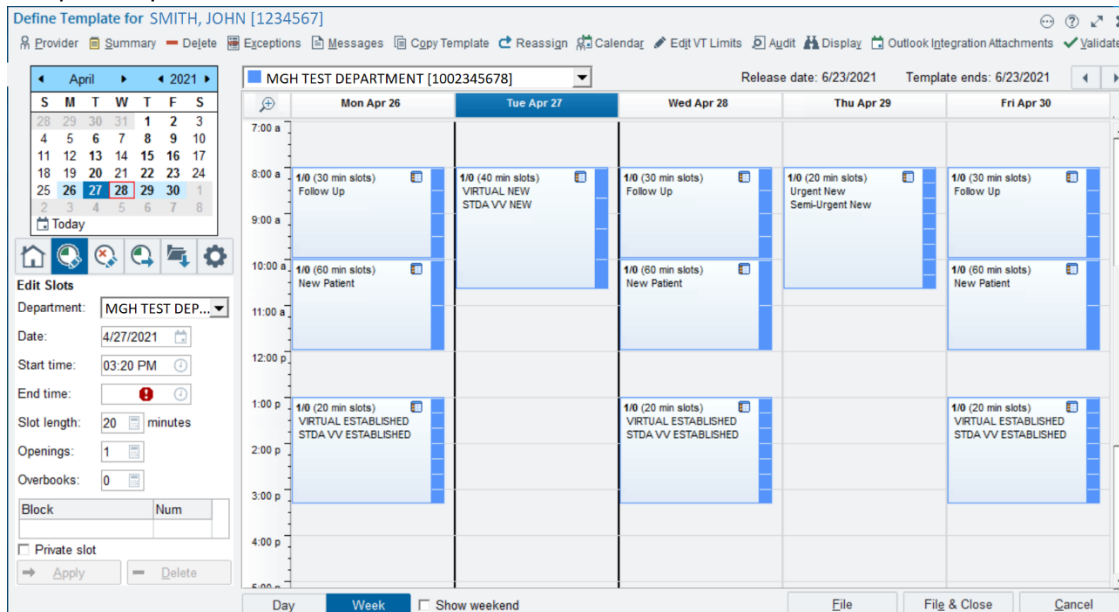 Define Template for SMITH, JOHN [1234567]
Provider Summary Delete Exceptions Messages Copy Template Reassign Calendar Edit VT Limits Audit Display Outlook Integration Attachments Validate
April 2021
S M T W T F S
28 29 30 31 1 2 3
4 5 6 7 8 9 10
11 12 13 14 15 16 17
18 19 20 21 22 23 24
25 26 27 28 29 30 1
2 3 4 5 6 7 8
Today
Edit Slots
Department: MGH TEST DEP...
Date: 4/27/2021
Start time: 03:20 PM
End time:
Slot length: 20 minutes
Openings: 1
Overbooks: 0
Block Num
Private slot
Apply Delete
MGH TEST DEPARTMENT [1002345678] Release date: 6/23/2021 Template ends: 6/23/2021
Mon Apr 26 Tue Apr 27 Wed Apr 28 Thu Apr 29 Fri Apr 30
7:00 a
8:00 a
9:00 a
10:00 a
11:00 a
12:00 p
1:00 p
2:00 p
3:00 p
4:00 p
5:00 p
1/0 (30 min slots)
Follow Up
1/0 (60 min slots)
New Patient
1/0 (20 min slots)
VIRTUAL ESTABLISHED
STDA VV ESTABLISHED
1/0 (40 min slots)
VIRTUAL NEW
STDA VV NEW
1/0 (30 min slots)
Follow Up
1/0 (60 min slots)
New Patient
1/0 (20 min slots)
VIRTUAL ESTABLISHED
STDA VV ESTABLISHED
1/0 (20 min slots)
Urgent New
Semi-Urgent New
1/0 (30 min slots)
Follow Up
1/0 (60 min slots)
New Patient
1/0 (20 min slots)
VIRTUAL ESTABLISHED
STDA VV ESTABLISHED
Day Week Show weekend File File & Close Cancel